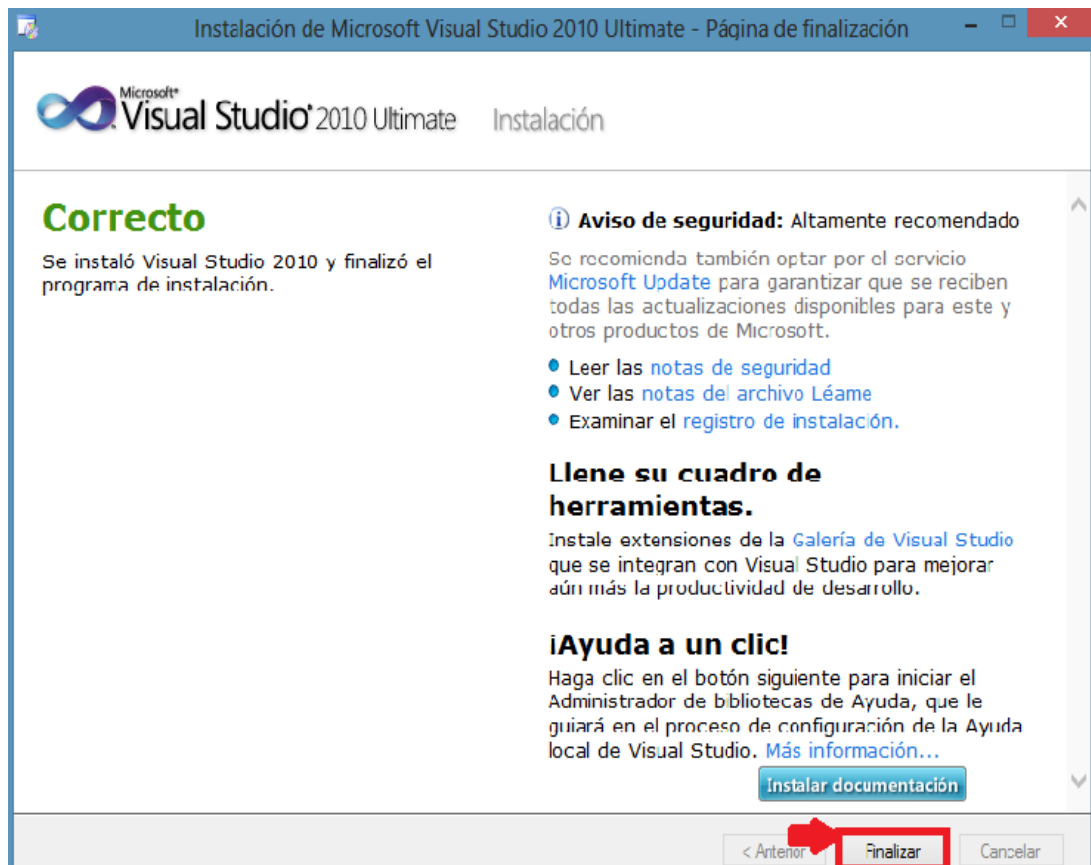 Instalación de Microsoft Visual Studio 2010 Ultimate - Página de finalización
Microsoft®
Visual Studio® 2010 Ultimate Instalación
Correcto
Se instaló Visual Studio 2010 y finalizó el
programa de instalación.
Aviso de seguridad: Altamente recomendado
Se recomienda también optar por el servicio
Microsoft Update para garantizar que se reciben
todas las actualizaciones disponibles para este y
otros productos de Microsoft.
Leer las notas de seguridad
Ver las notas del archivo Léame
Examinar el registro de instalación.
Llene su cuadro de
herramientas.
Instale extensiones de la Galería de Visual Studio
que se integran con Visual Studio para mejorar
aún más la productividad de desarrollo.
¡Ayuda a un clic!
Haga clic en el botón siguiente para iniciar el
Administrador de bibliotecas de Ayuda, que le
guiará en el proceso de configuración de la Ayuda
local de Visual Studio. Más información...
Instalar documentación
< Anterior Finalizar Cancelar